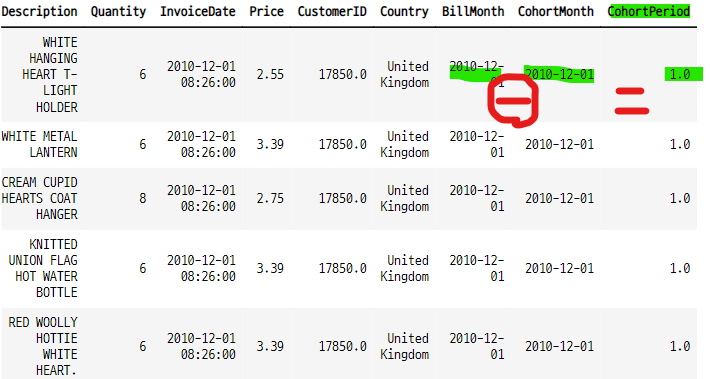 Description Quantity InvoiceDate Price CustomerID Country BillMonth CohortMonth CohortPeriod
WHITE
HANGING
HEART T-
LIGHT
HOLDER
6
2010-12-01
08:26:00
2.55
17850.0
United
Kingdom
2010-12-
01
2010-12-01
1.0
WHITE METAL
LANTERN
6
2010-12-01
08:26:00
3.39
17850.0
United
Kingdom
2010-12-
01
2010-12-01
1.0
CREAM CUPID
HEARTS COAT
HANGER
8
2010-12-01
08:26:00
2.75
17850.0
United
Kingdom
2010-12-
01
2010-12-01
1.0
KNITTED
UNION FLAG
HOT WATER
BOTTLE
6
2010-12-01
08:26:00
3.39
17850.0
United
Kingdom
2010-12-
01
2010-12-01
1.0
RED WOOLLY
HOTTIE
WHITE
HEART.
6
2010-12-01
08:26:00
3.39
17850.0
United
Kingdom
2010-12-
01
2010-12-01
1.0